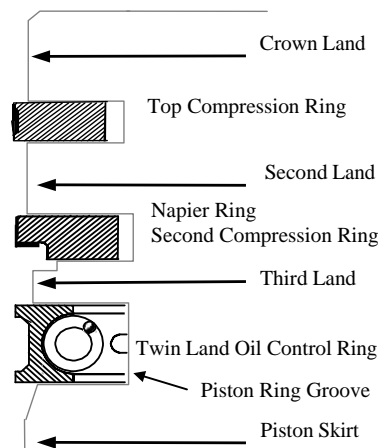 Crown Land
Top Compression Ring
Second Land
Napier Ring
Second Compression Ring
Third Land
Twin Land Oil Control Ring
Piston Ring Groove
Piston Skirt